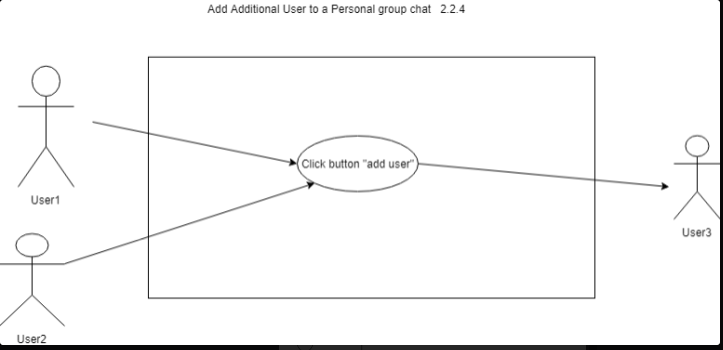 Add Additional User to a Personal group chat 2.2.4
Click button "add user"
User1
User3
User2